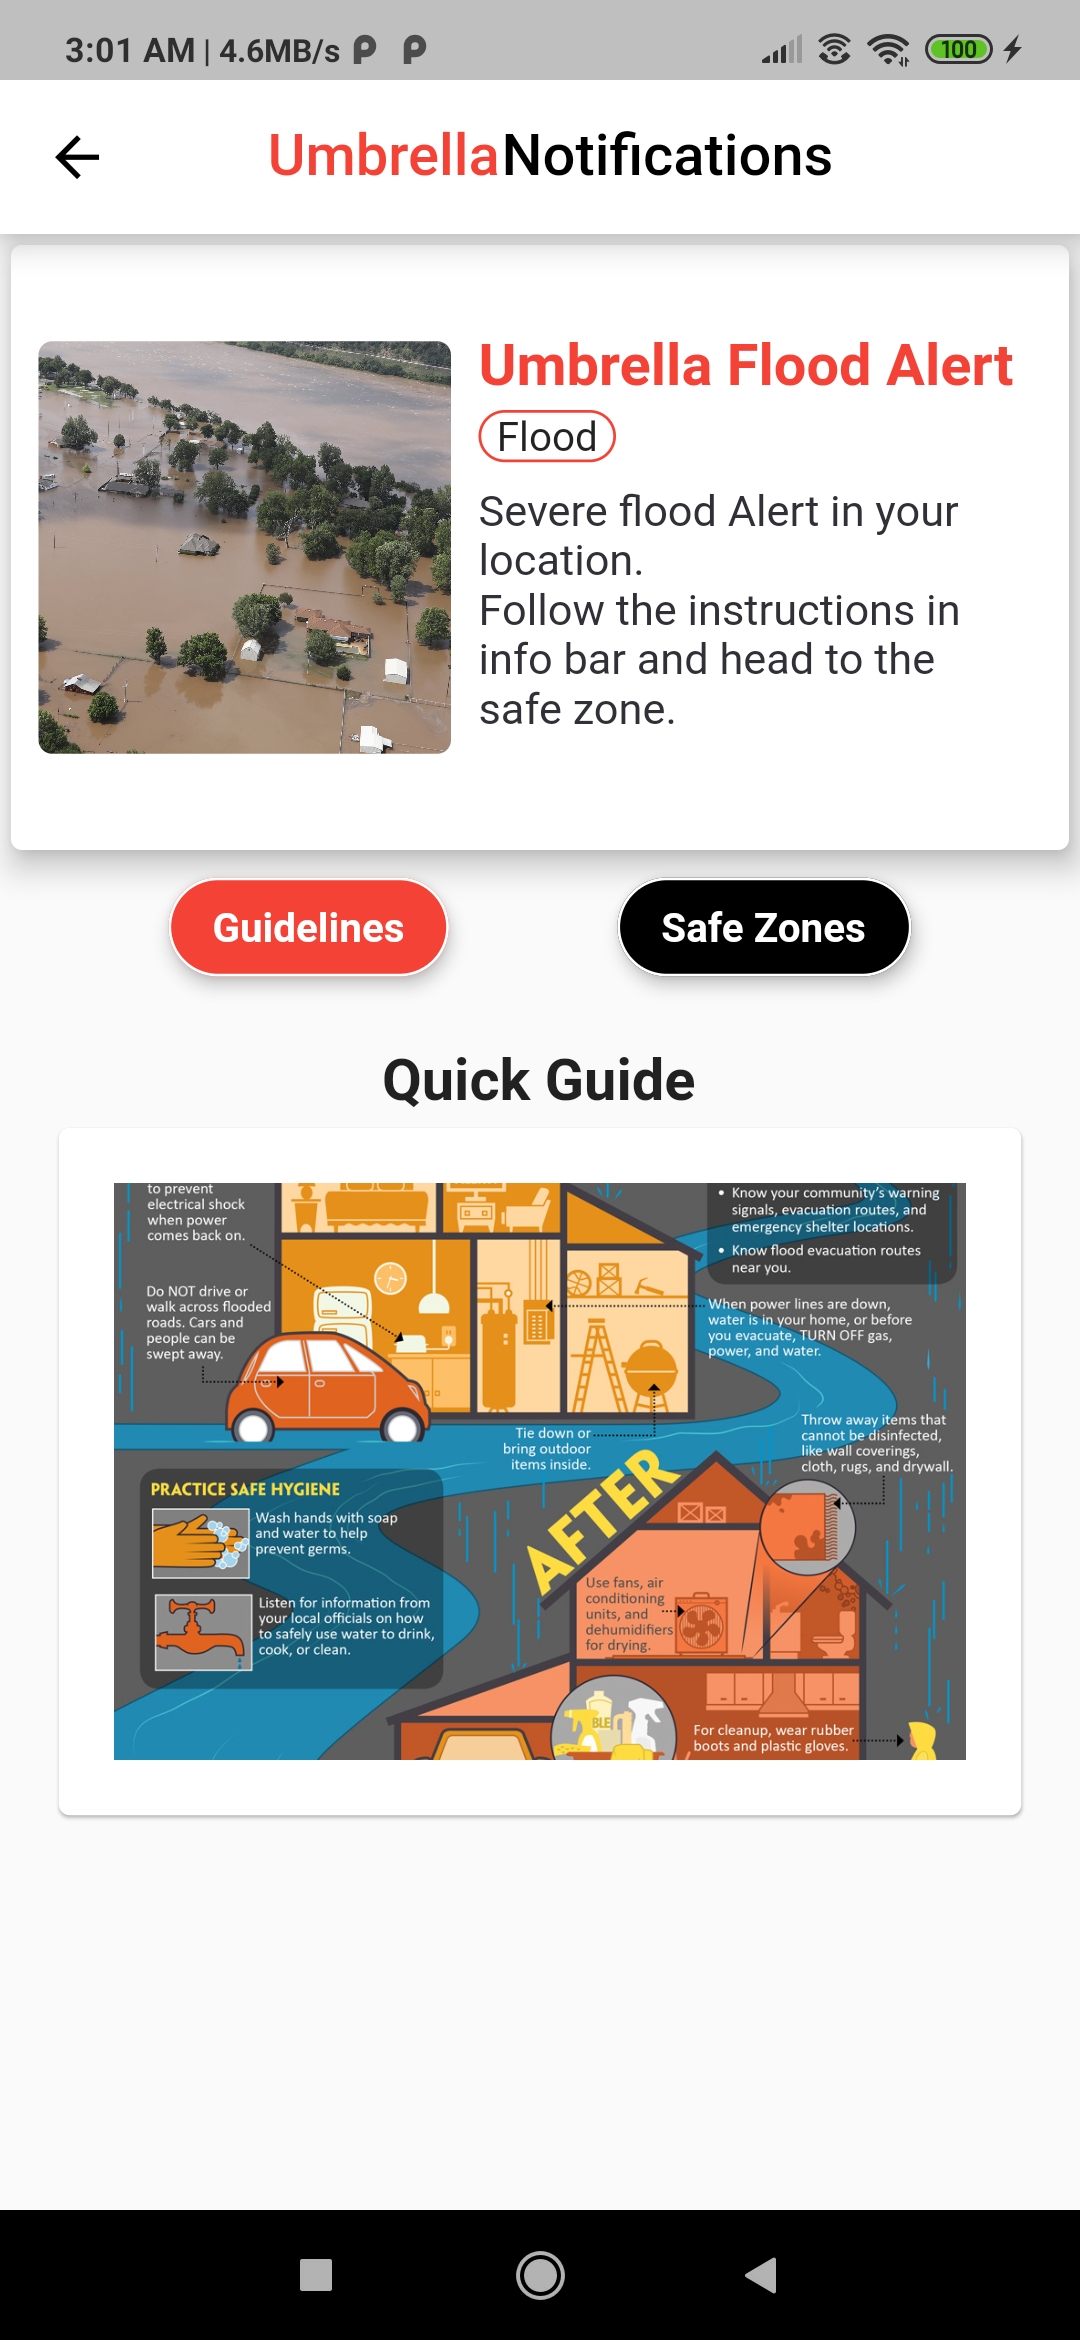 3:01 AM | 4.6MB/s
100
UmbrellaNotifications
Umbrella Flood Alert
Flood
Severe flood Alert in your
location.
Follow the instructions in
info bar and head to the
safe zone.
Guidelines
Safe Zones
Quick Guide
to prevent
electrical shock
when power
comes back on.
• Know your community's warning
signals, evacuation routes, and
emergency shelter locations.
• Know flood evacuation routes
near you.
Do NOT drive or
walk across flooded
roads. Cars and
people can be
swept away.
When power lines are down,
water is in your home, or before
you evacuate, TURN OFF gas,
power, and water.
Tie down or
bring outdoor
items inside.
Throw away items that
cannot be disinfected,
like wall coverings,
cloth, rugs, and drywall.
AFTER
PRACTICE SAFE HYGIENE
Wash hands with soap
and water to help
prevent germs.
Listen for information from
your local officials on how
to safely use water to drink,
cook, or clean.
Use fans, air
conditioning
units, and
dehumidifiers
for drying.
BLE
For cleanup, wear rubber
boots and plastic gloves.